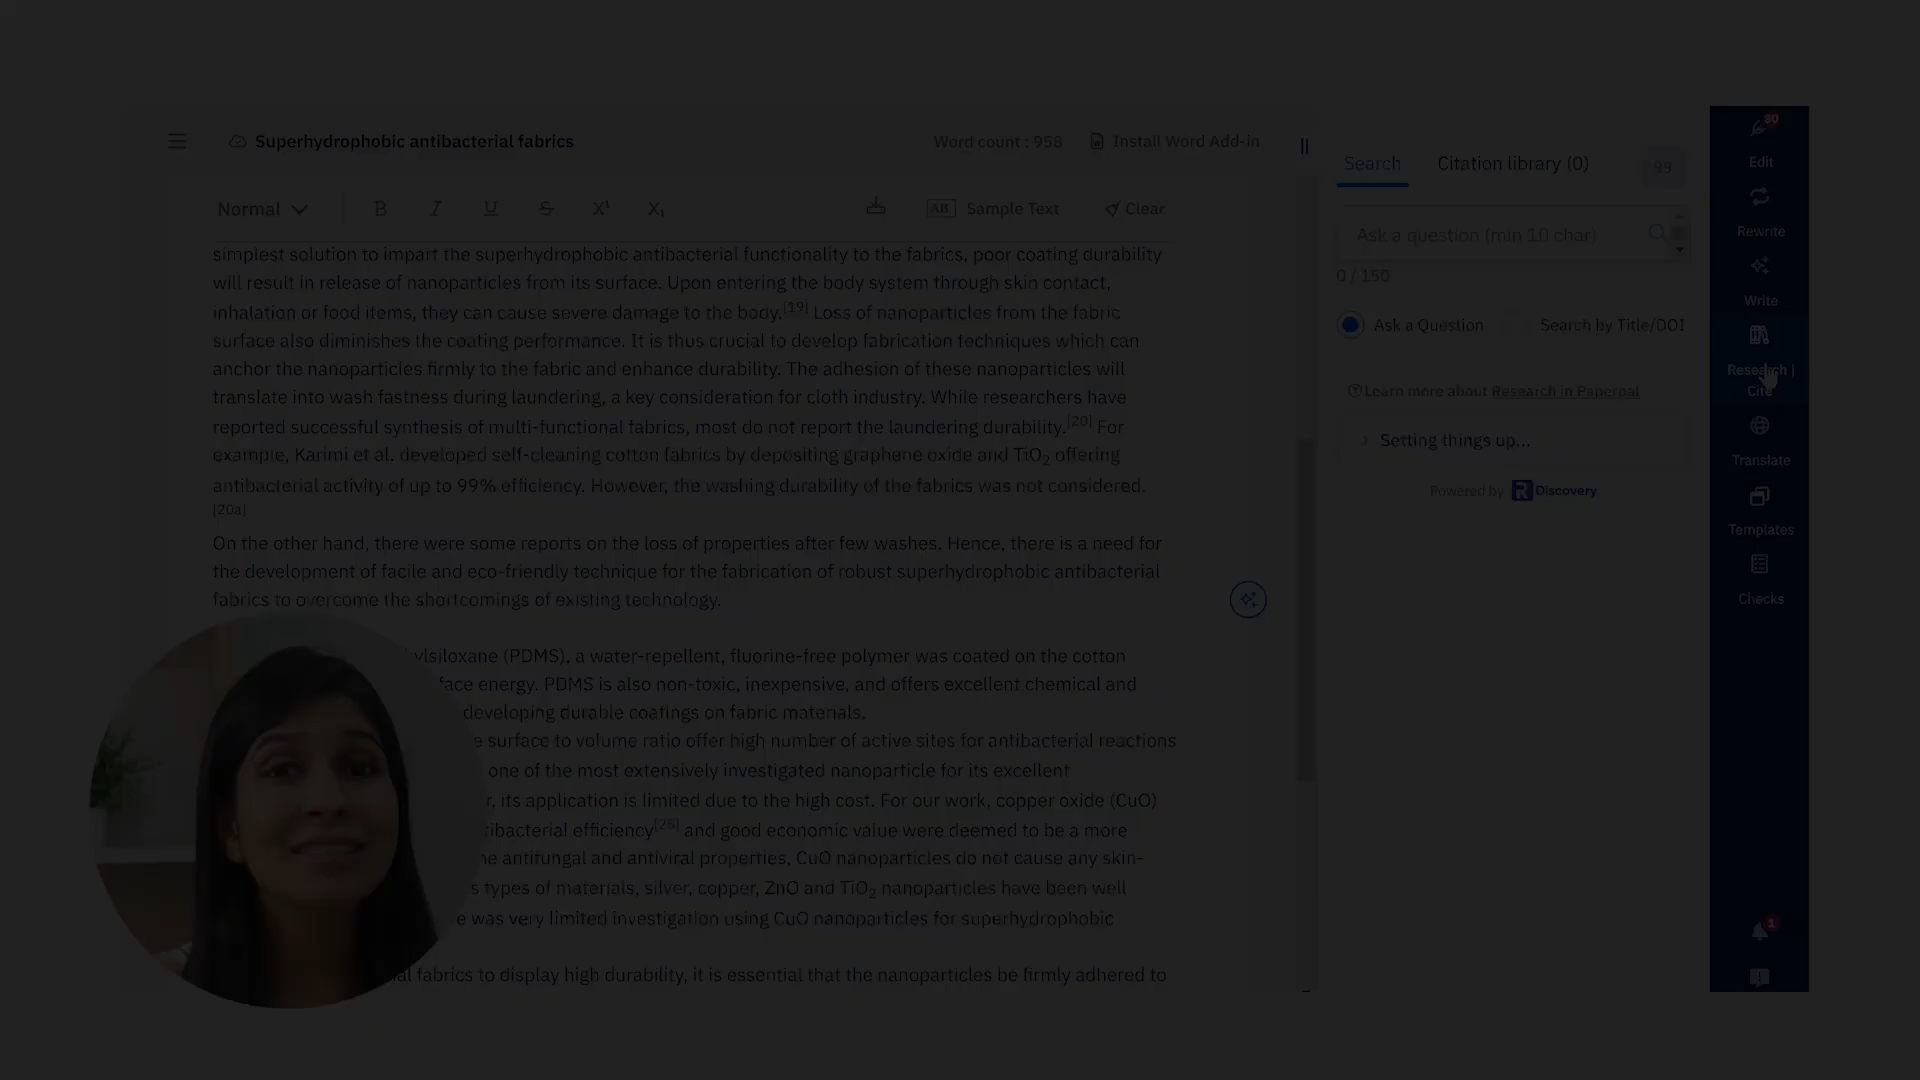 Superhydrophobic antibacterial fabrics
Word count : 958
Install Word Add-in
Normal
B I U S X¹ X₁
AB Sample Text
Clear
simplest solution to impart the superhydrophobic antibacterial functionality to the fabrics, poor coating durability
will result in release of nanoparticles from its surface. Upon entering the body system through skin contact,
inhalation or food items, they can cause severe damage to the body.[19] Loss of nanoparticles from the fabric
surface also diminishes the coating performance. It is thus crucial to develop fabrication techniques which can
anchor the nanoparticles firmly to the fabric and enhance durability. The adhesion of these nanoparticles will
translate into wash fastness during laundering, a key consideration for cloth industry. While researchers have
reported successful synthesis of multi-functional fabrics, most do not report the laundering durability.[20] For
example, Karimi et al. developed self-cleaning cotton fabrics by depositing graphene oxide and TiO₂ offering
antibacterial activity of up to 99% efficiency. However, the washing durability of the fabrics was not considered.
[20a]
On the other hand, there were some reports on the loss of properties after few washes. Hence, there is a need for
the development of facile and eco-friendly technique for the fabrication of robust superhydrophobic antibacterial
fabrics to overcome the shortcomings of existing technology.
ylsiloxane (PDMS), a water-repellent, fluorine-free polymer was coated on the cotton
face energy. PDMS is also non-toxic, inexpensive, and offers excellent chemical and
developing durable coatings on fabric materials.
e surface to volume ratio offer high number of active sites for antibacterial reactions
one of the most extensively investigated nanoparticle for its excellent
r, its application is limited due to the high cost. For our work, copper oxide (CuO)
tibacterial efficiency[25] and good economic value were deemed to be a more
he antifungal and antiviral properties, CuO nanoparticles do not cause any skin-
s types of materials, silver, copper, ZnO and TiO₂ nanoparticles have been well
e was very limited investigation using CuO nanoparticles for superhydrophobic
al fabrics to display high durability, it is essential that the nanoparticles be firmly adhered to
Search
Citation library (0)
Ask a question (min 10 char)
0 / 150
Ask a Question
Search by Title/DOI
Learn more about Research in Paperpal
Setting things up...
Powered by R Discovery
30
Edit
Rewrite
Write
Research |
Cite
Translate
Templates
Checks
1